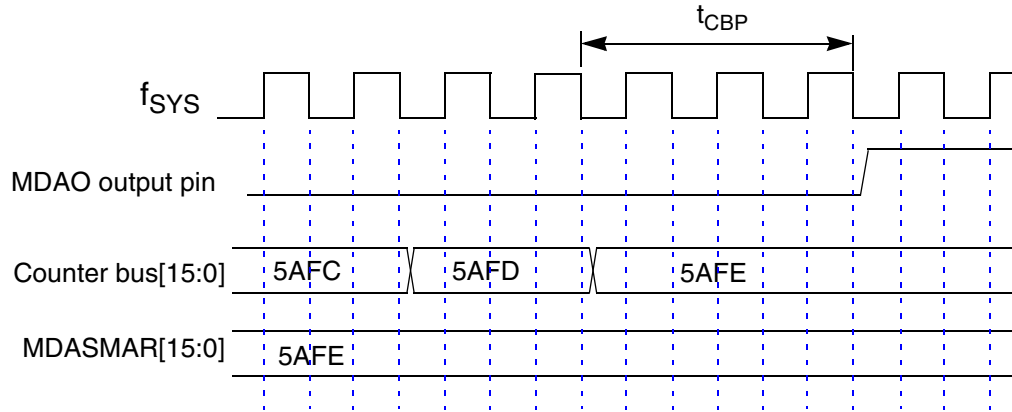 tCBP
fSYS
MDAO output pin
Counter bus[15:0] 5AFC 5AFD 5AFE
MDASMAR[15:0] 5AFE